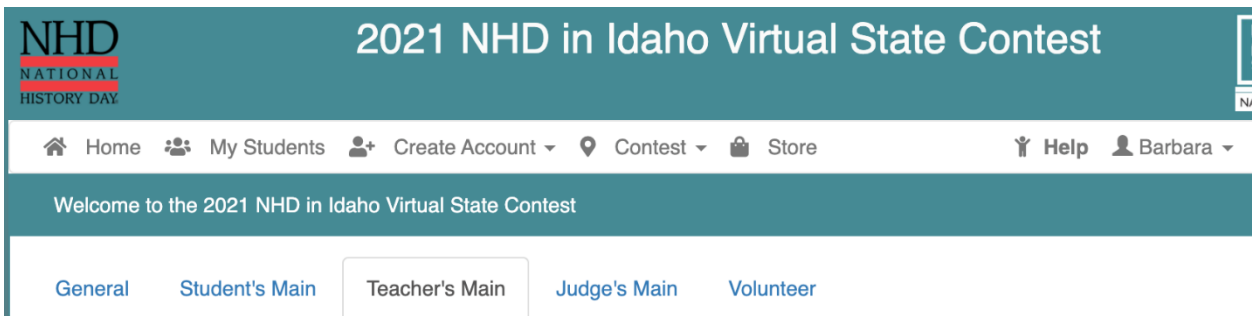 NHD
NATIONAL
HISTORY DAY
2021 NHD in Idaho Virtual State Contest
Home My Students Create Account Contest Store Help Barbara
Welcome to the 2021 NHD in Idaho Virtual State Contest
General Student's Main Teacher's Main Judge's Main Volunteer